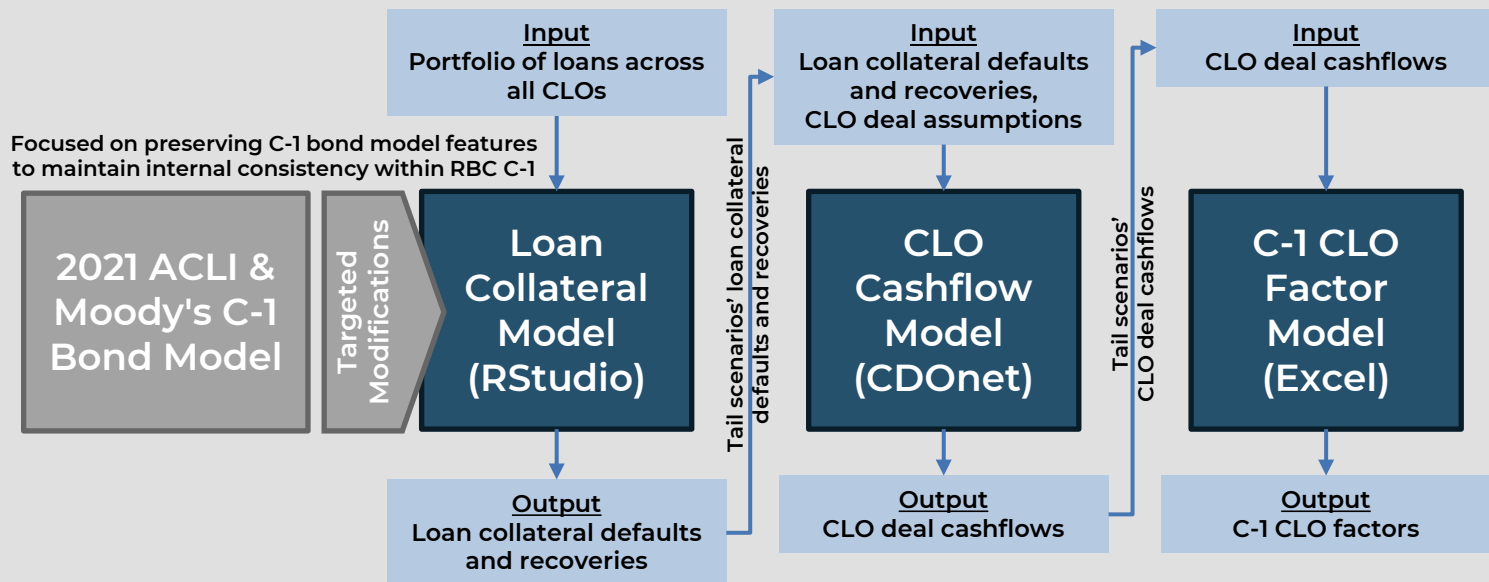 Input
Portfolio of loans across
all CLOs
Focused on preserving C-1 bond model features
to maintain internal consistency within RBC C-1
2021 ACLI &
Moody's C-1
Bond Model
Targeted
Modifications
Loan
Collateral
Model
(RStudio)
Output
Loan collateral defaults
and recoveries
Tail scenarios’ loan collateral
defaults and recoveries
Input
Loan collateral defaults
and recoveries,
CLO deal assumptions
CLO
Cashflow
Model
(CDOnet)
Output
CLO deal cashflows
Tail scenarios’
CLO deal cashflows
Input
CLO deal cashflows
C-1 CLO
Factor
Model
(Excel)
Output
C-1 CLO factors